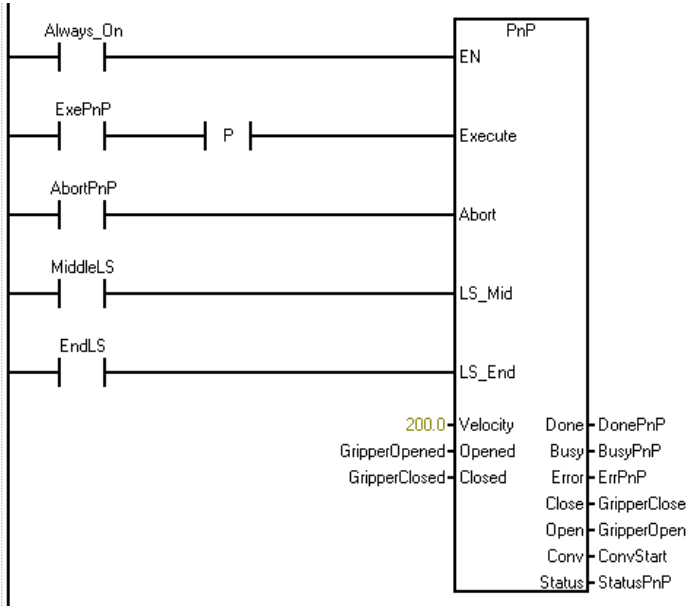 Always_On PnP
EN
ExePnP
P Execute
AbortPnP
Abort
MiddleLS
LS_Mid
EndLS
LS_End
200.0 Velocity Done DonePnP
GripperOpened Opened Busy BusyPnP
GripperClosed Closed Error ErrPnP
Close GripperClose
Open GripperOpen
Conv ConvStart
Status StatusPnP